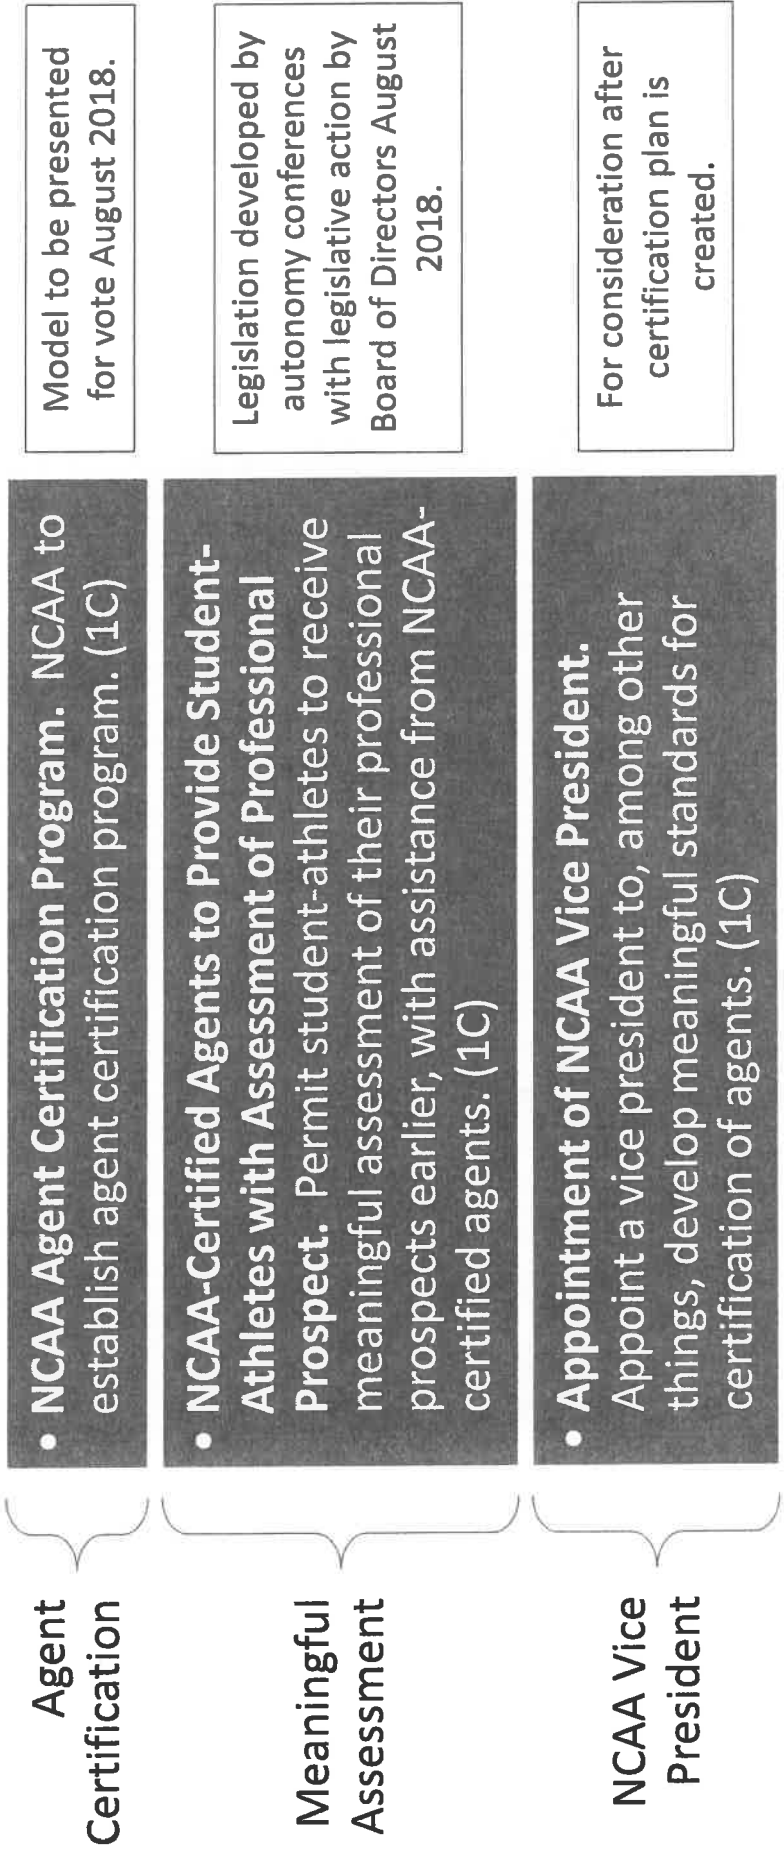 Agent
Certification
• NCAA Agent Certification Program. NCAA to
establish agent certification program. (1C)
Model to be presented
for vote August 2018.
Meaningful
Assessment
• NCAA-Certified Agents to Provide Student-
Athletes with Assessment of Professional
Prospect. Permit student-athletes to receive
meaningful assessment of their professional
prospects earlier, with assistance from NCAA-
certified agents. (1C)
Legislation developed by
autonomy conferences
with legislative action by
Board of Directors August
2018.
NCAA Vice
President
• Appointment of NCAA Vice President.
Appoint a vice president to, among other
things, develop meaningful standards for
certification of agents. (1C)
For consideration after
certification plan is
created.